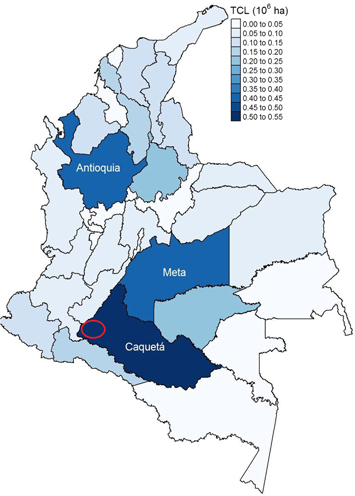 TCL (10⁶ ha)
0.00 to 0.05
0.05 to 0.10
0.10 to 0.15
0.15 to 0.20
0.20 to 0.25
0.25 to 0.30
0.30 to 0.35
0.35 to 0.40
0.40 to 0.45
0.45 to 0.50
0.50 to 0.55
Antioquia
Meta
Caquetá